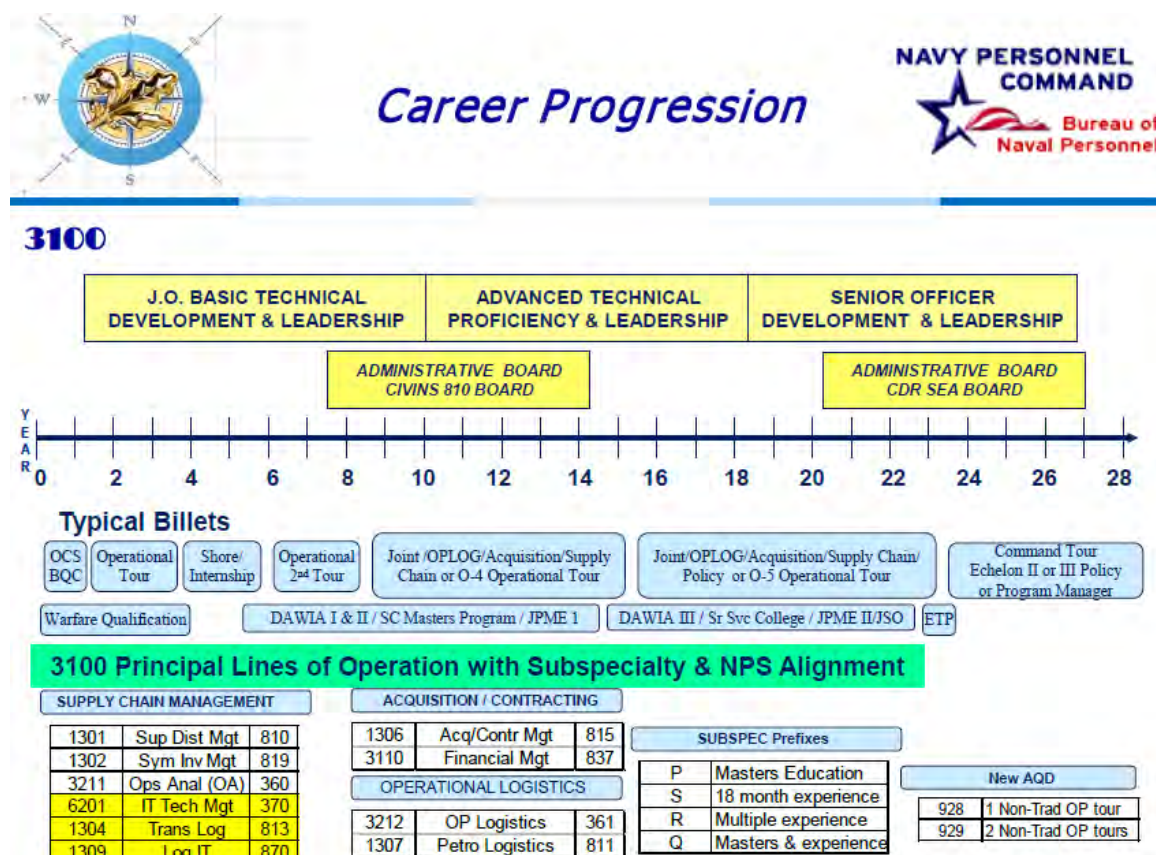 N
W
S
Career Progression
NAVY PERSONNEL
COMMAND
Bureau of
Naval Personnel
3100
J.O. BASIC TECHNICAL
DEVELOPMENT & LEADERSHIP
ADVANCED TECHNICAL
PROFICIENCY & LEADERSHIP
SENIOR OFFICER
DEVELOPMENT & LEADERSHIP
ADMINISTRATIVE BOARD
CIVINS 810 BOARD
ADMINISTRATIVE BOARD
CDR SEA BOARD
YEAR
0 2 4 6 8 10 12 14 16 18 20 22 24 26 28
Typical Billets
OCS
BQC
Operational
Tour
Shore/
Internship
Operational
2nd Tour
Joint /OPLOG/Acquisition/Supply
Chain or O-4 Operational Tour
Joint/OPLOG/Acquisition/Supply Chain/
Policy or O-5 Operational Tour
Command Tour
Echelon II or III Policy
or Program Manager
Warfare Qualification
DAWIA I & II / SC Masters Program / JPME 1
DAWIA III / Sr Svc College / JPME II/JSO
ETP
3100 Principal Lines of Operation with Subspecialty & NPS Alignment
SUPPLY CHAIN MANAGEMENT
1301 Sup Dist Mgt 810
1302 Sym Inv Mgt 819
3211 Ops Anal (OA) 360
6201 IT Tech Mgt 370
1304 Trans Log 813
1309 Log IT 870
ACQUISITION / CONTRACTING
1306 Acq/Contr Mgt 815
3110 Financial Mgt 837
OPERATIONAL LOGISTICS
3212 OP Logistics 361
1307 Petro Logistics 811
SUBSPEC Prefixes
P Masters Education
S 18 month experience
R Multiple experience
Q Masters & experience
New AQD
928 1 Non-Trad OP tour
929 2 Non-Trad OP tours